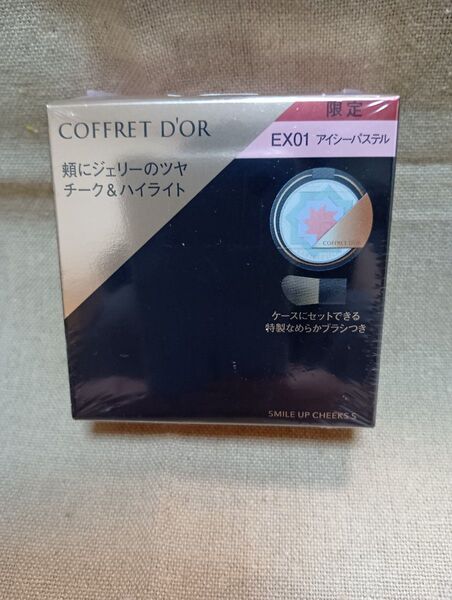 限定
COFFRET D'OR
EX01 アイシーパステル
頬にジェリーのツヤ
チーク&ハイライト
COFFRET D'OR
ケースにセットできる
特製なめらかブラシつき
SMILE UP CHEEKS S